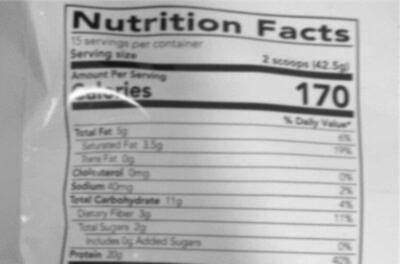 Nutrition Facts
15 servings per container
Serving size 2 scoops (42.5g)
Amount Per Serving
Calories 170
% Daily Value*
Total Fat 5g 6%
Saturated Fat 3.5g 19%
Trans Fat 0g
Cholesterol 0mg 0%
Sodium 40mg 2%
Total Carbohydrate 11g 4%
Dietary Fiber 3g 11%
Total Sugars 2g
Includes 0g Added Sugars 0%
Protein 20g 40%